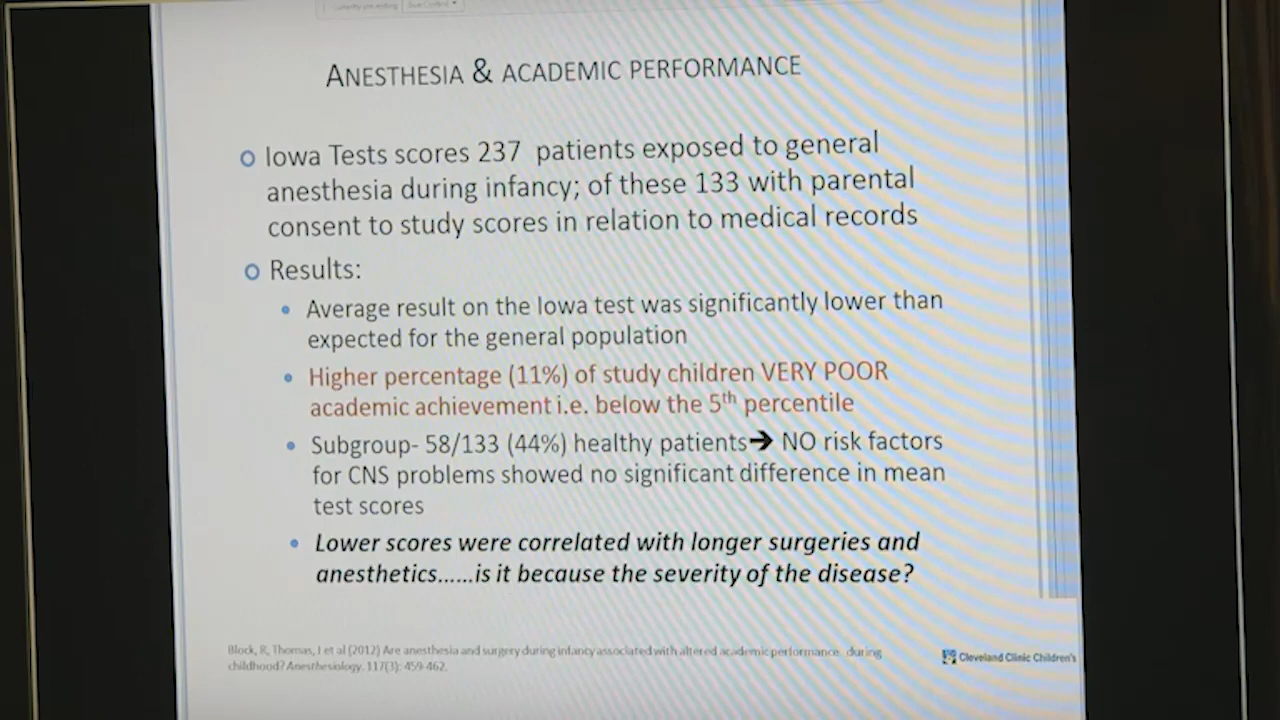 ANESTHESIA & ACADEMIC PERFORMANCE
Iowa Tests scores 237 patients exposed to general
anesthesia during infancy; of these 133 with parental
consent to study scores in relation to medical records
Results:
Average result on the Iowa test was significantly lower than
expected for the general population
Higher percentage (11%) of study children VERY POOR
academic achievement i.e. below the 5th percentile
Subgroup- 58/133 (44%) healthy patients➔ NO risk factors
for CNS problems showed no significant difference in mean
test scores
Lower scores were correlated with longer surgeries and
anesthetics......is it because the severity of the disease?
Block, R, Thomas, J et al (2012) Are anesthesia and surgery during infancy associated with altered academic performance during
childhood? Anesthesiology. 117(3): 459-462.
Cleveland Clinic Children's